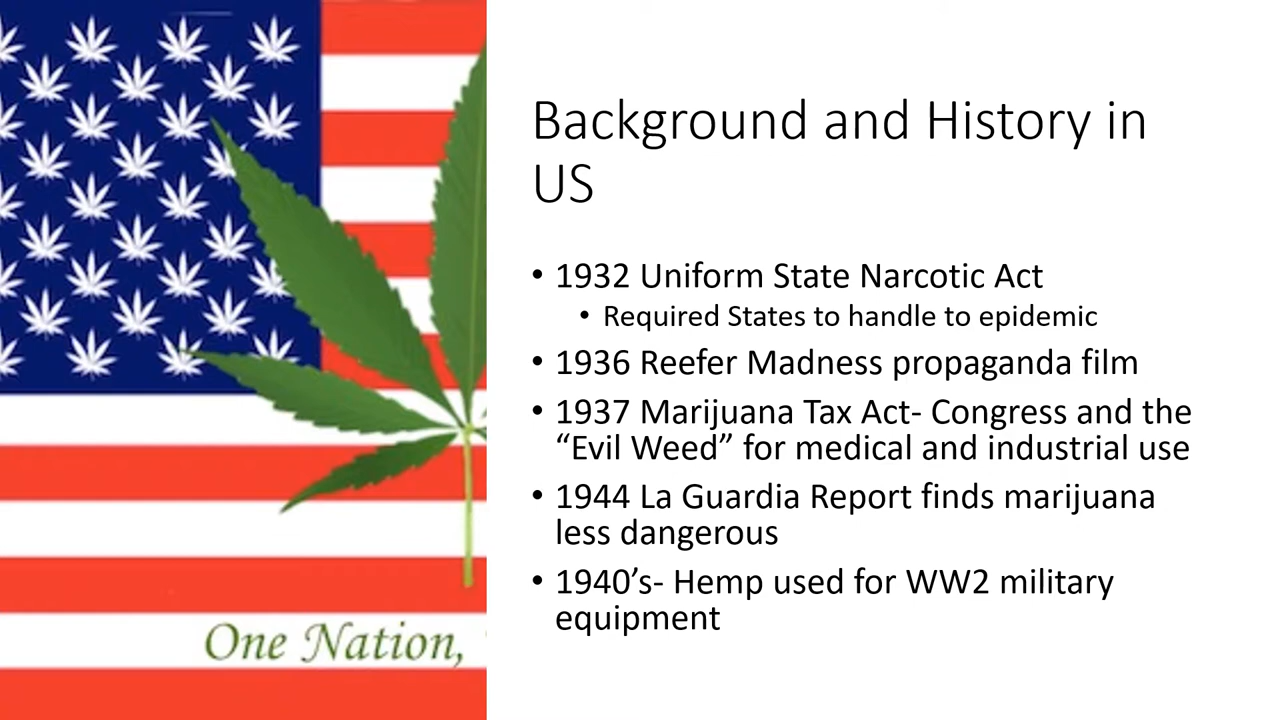 Background and History in
US
• 1932 Uniform State Narcotic Act
• Required States to handle to epidemic
• 1936 Reefer Madness propaganda film
• 1937 Marijuana Tax Act- Congress and the
“Evil Weed” for medical and industrial use
• 1944 La Guardia Report finds marijuana
less dangerous
• 1940’s- Hemp used for WW2 military
equipment
One Nation,